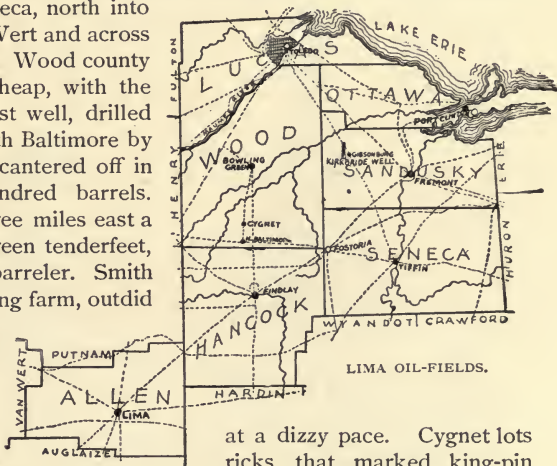 eca, north into
Wert and across
Wood county
heap, with the
st well, drilled
h Baltimore by
cantered off in
ndred barrels.
ree miles east a
reen tenderfeet,
barreler. Smith
ng farm, outdid
LAKE ERIE
FULTON
LUCAS
TOLEDO
OTTAWA
PORT CLINTON
HENRY
WOOD
BOWLING
GREEN
GIBSONBURG
KIRKBRIDE WELL
SANDUSKY
FREMONT
ERIE
CYGNET
N. BALTIMORE
FOSTORIA
SENECA
TIFFIN
HURON
FINDLAY
HANCOCK
WYANDOT CRAWFORD
PUTNAM
VAN WERT
ALLEN
LIMA
HARDIN
AUGLAIZE
LIMA OIL-FIELDS.
at a dizzy pace. Cygnet lots
ricks that marked king-pin